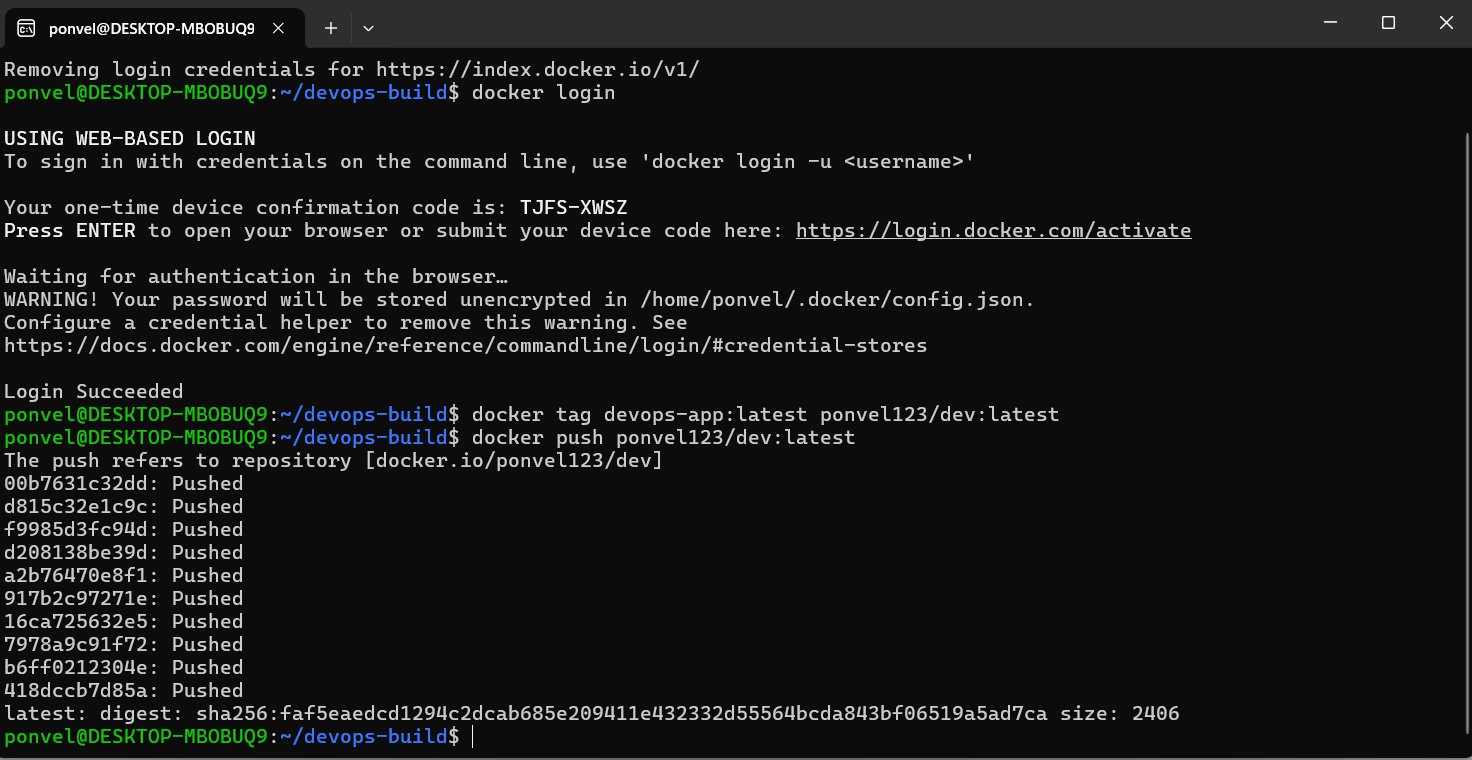 ponvel@DESKTOP-MBOBUQ9
Removing login credentials for https://index.docker.io/v1/
ponvel@DESKTOP-MBOBUQ9:~/devops-build$ docker login
USING WEB-BASED LOGIN
To sign in with credentials on the command line, use 'docker login -u <username>'
Your one-time device confirmation code is: TJFS-XWSZ
Press ENTER to open your browser or submit your device code here: https://login.docker.com/activate
Waiting for authentication in the browser…
WARNING! Your password will be stored unencrypted in /home/ponvel/.docker/config.json.
Configure a credential helper to remove this warning. See
https://docs.docker.com/engine/reference/commandline/login/#credential-stores
Login Succeeded
ponvel@DESKTOP-MBOBUQ9:~/devops-build$ docker tag devops-app:latest ponvel123/dev:latest
ponvel@DESKTOP-MBOBUQ9:~/devops-build$ docker push ponvel123/dev:latest
The push refers to repository [docker.io/ponvel123/dev]
00b7631c32dd: Pushed
d815c32e1c9c: Pushed
f9985d3fc94d: Pushed
d208138be39d: Pushed
a2b76470e8f1: Pushed
917b2c97271e: Pushed
16ca725632e5: Pushed
7978a9c91f72: Pushed
b6ff0212304e: Pushed
418dccb7d85a: Pushed
latest: digest: sha256:faf5eaedcd1294c2dcab685e209411e432332d55564bcda843bf06519a5ad7ca size: 2406
ponvel@DESKTOP-MBOBUQ9:~/devops-build$